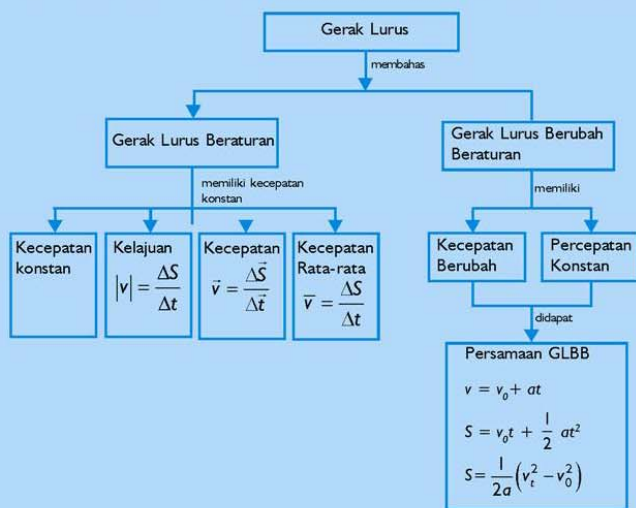 Gerak Lurus
membahas
Gerak Lurus Beraturan
Gerak Lurus Berubah
Beraturan
memiliki kecepatan
konstan
memiliki
Kecepatan
konstan
Kelajuan
|v| = ΔS/Δt
Kecepatan
v⃗ = ΔS⃗/Δt⃗
Kecepatan
Rata-rata
v̅ = ΔS/Δt
Kecepatan
Berubah
Percepatan
Konstan
didapat
Persamaan GLBB
v = v₀ + at
S = v₀t + 1/2 at²
S = 1/2a (vₜ² − v₀²)